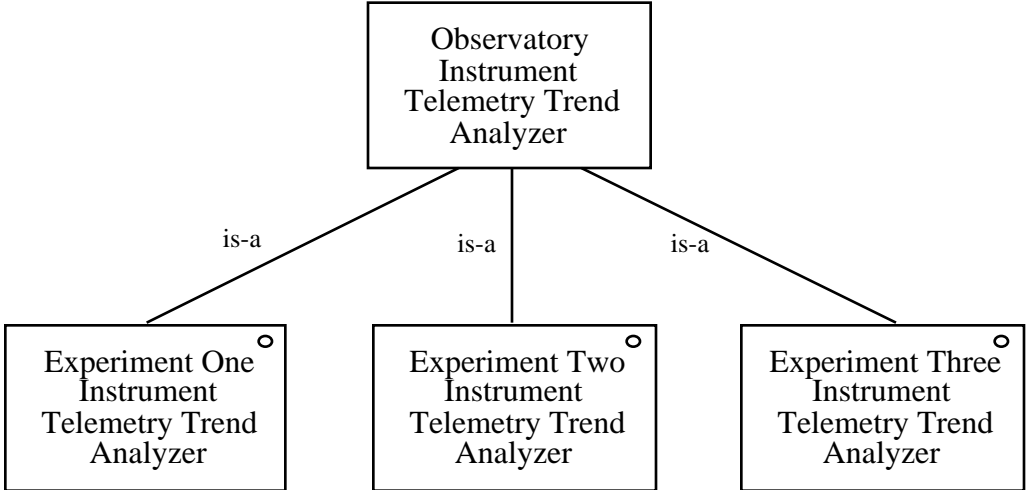 Observatory
Instrument
Telemetry Trend
Analyzer
is-a
is-a
is-a
Experiment One
Instrument
Telemetry Trend
Analyzer
Experiment Two
Instrument
Telemetry Trend
Analyzer
Experiment Three
Instrument
Telemetry Trend
Analyzer